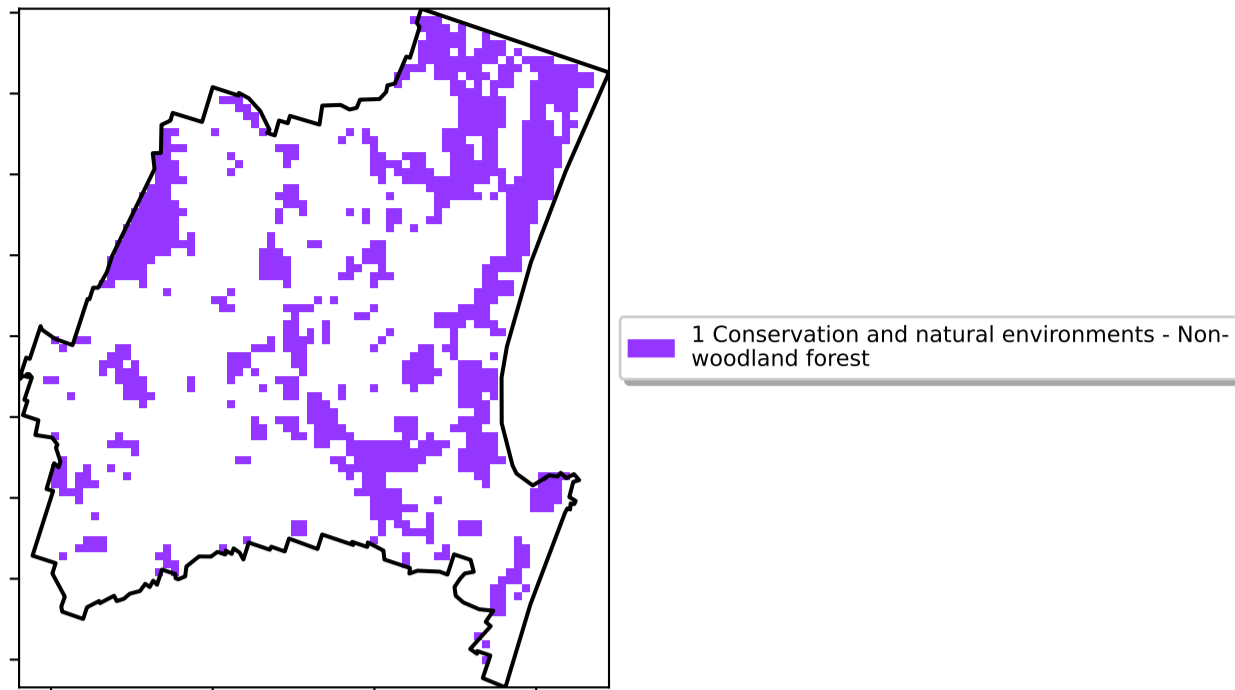 1 Conservation and natural environments - Non-
woodland forest